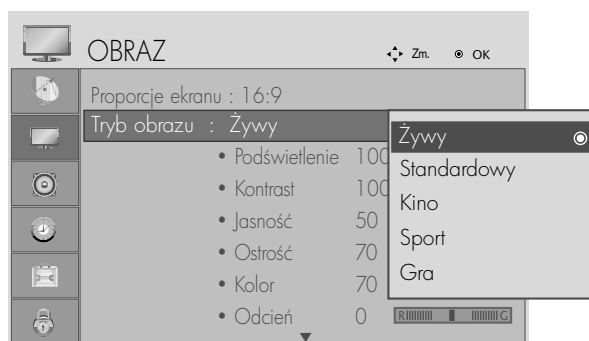 OBRAZ
Zm. OK
Proporcje ekranu : 16:9
Tryb obrazu : Żywy
• Podświetlenie 100
• Kontrast 100
• Jasność 50
• Ostrość 70
• Kolor 70
• Odcień 0 R G
Żywy
Standardowy
Kino
Sport
Gra